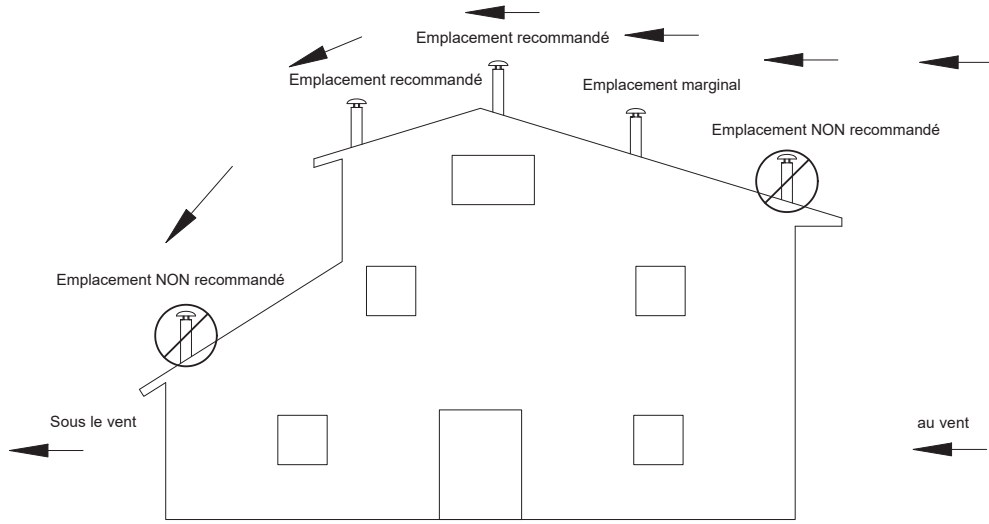 Emplacement recommandé
Emplacement recommandé
Emplacement marginal
Emplacement NON recommandé
Emplacement NON recommandé
Sous le vent
au vent